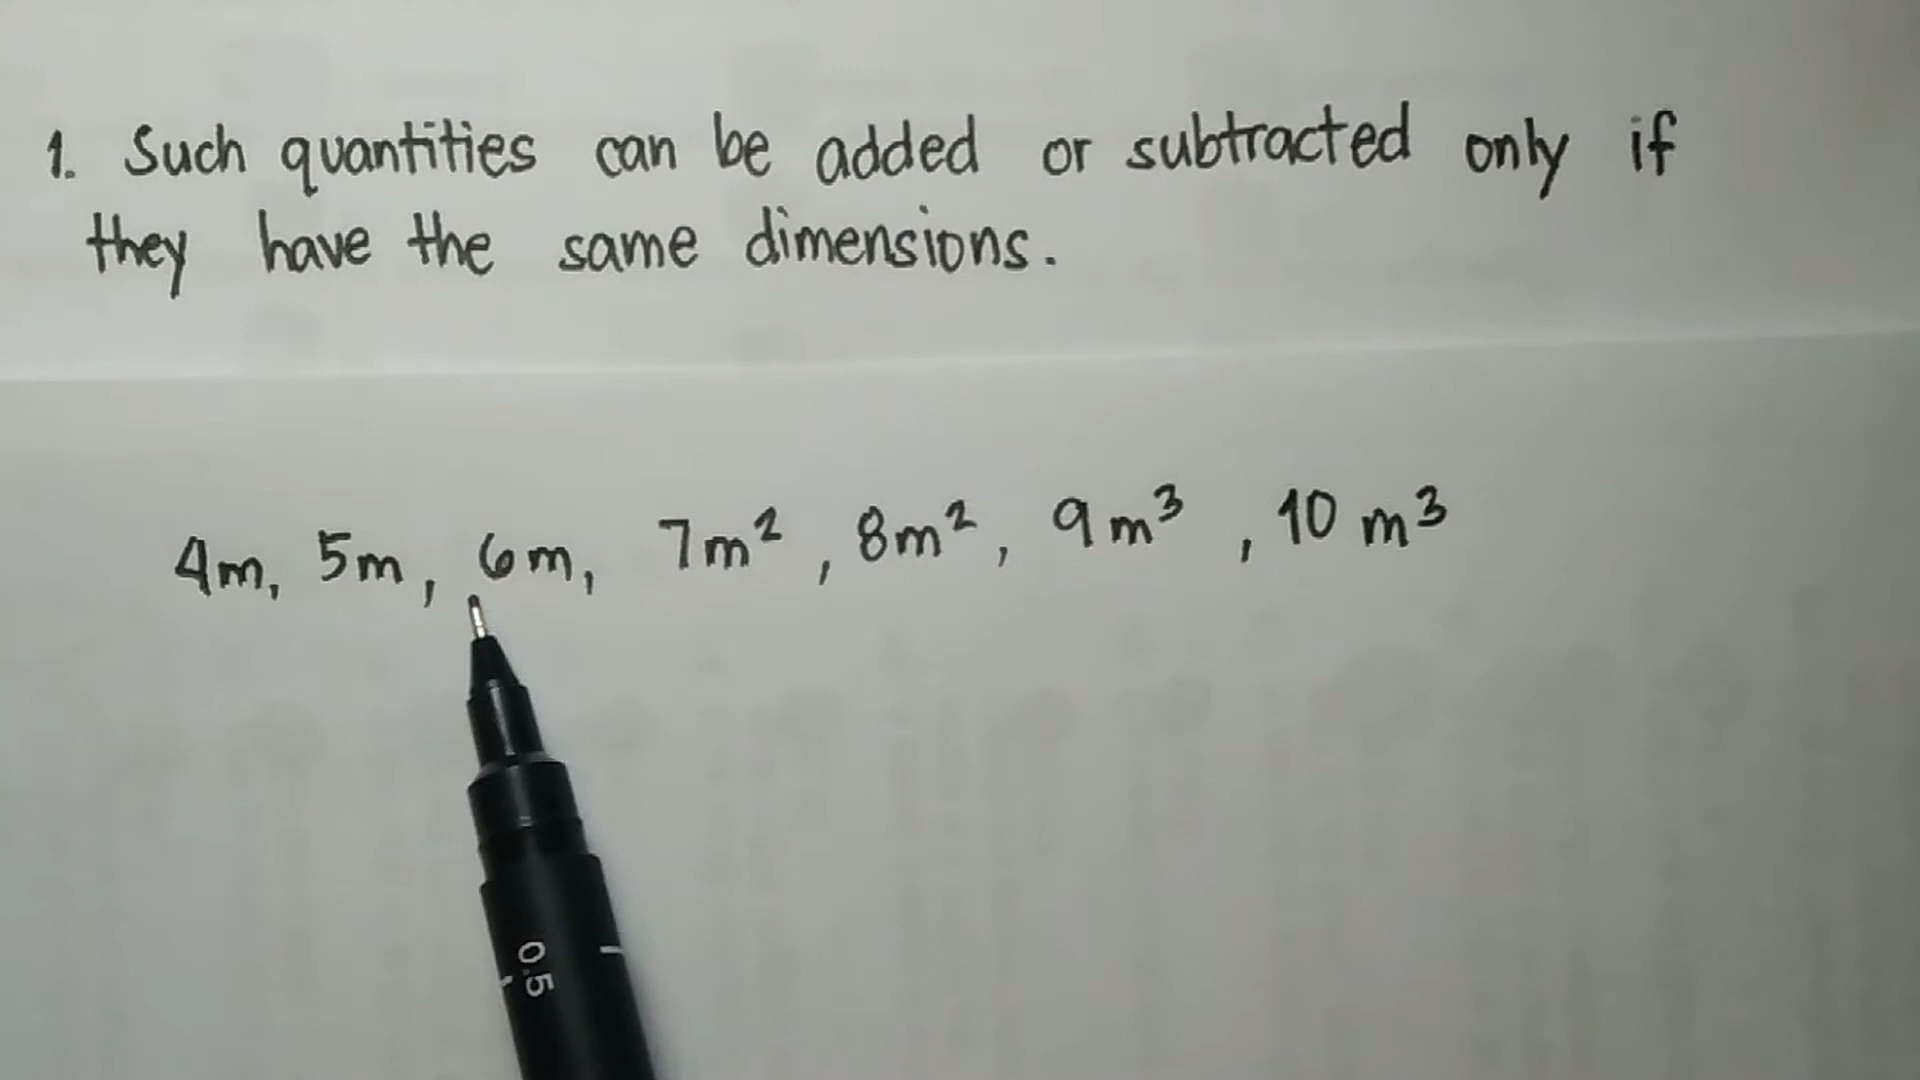 1. Such quantities can be added or subtracted only if
they have the same dimensions.
4m, 5m, 6m, 7m², 8m², 9m³, 10 m³
0.5